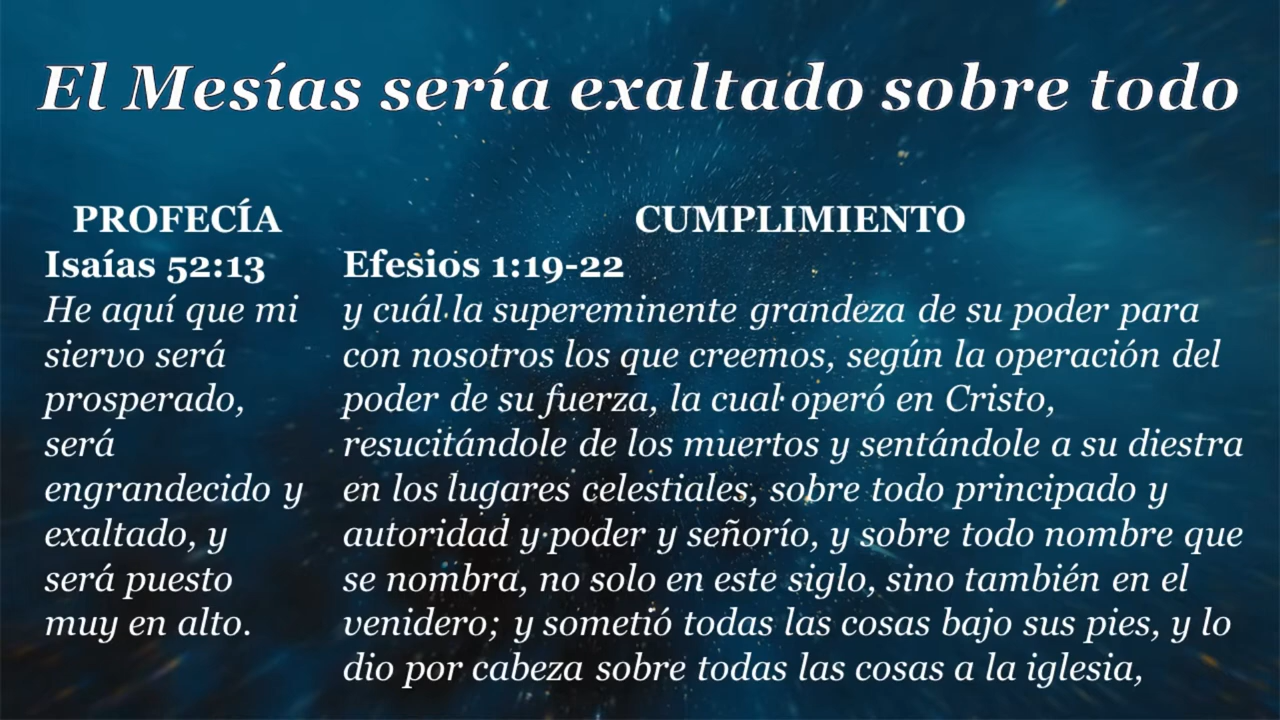 El Mesías sería exaltado sobre todo
PROFECÍA
Isaías 52:13
He aquí que mi
siervo será
prosperado,
será
engrandecido y
exaltado, y
será puesto
muy en alto.
CUMPLIMIENTO
Efesios 1:19-22
y cuál la supereminente grandeza de su poder para
con nosotros los que creemos, según la operación del
poder de su fuerza, la cual operó en Cristo,
resucitándole de los muertos y sentándole a su diestra
en los lugares celestiales, sobre todo principado y
autoridad y poder y señorío, y sobre todo nombre que
se nombra, no solo en este siglo, sino también en el
venidero; y sometió todas las cosas bajo sus pies, y lo
dio por cabeza sobre todas las cosas a la iglesia,